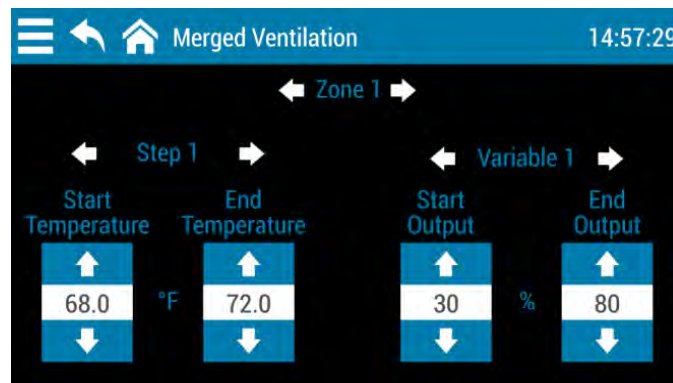 Merged Ventilation 14:57:29
Zone 1
Step 1 Variable 1
Start Temperature End Temperature Start Output End Output
68.0 °F 72.0 30 % 80